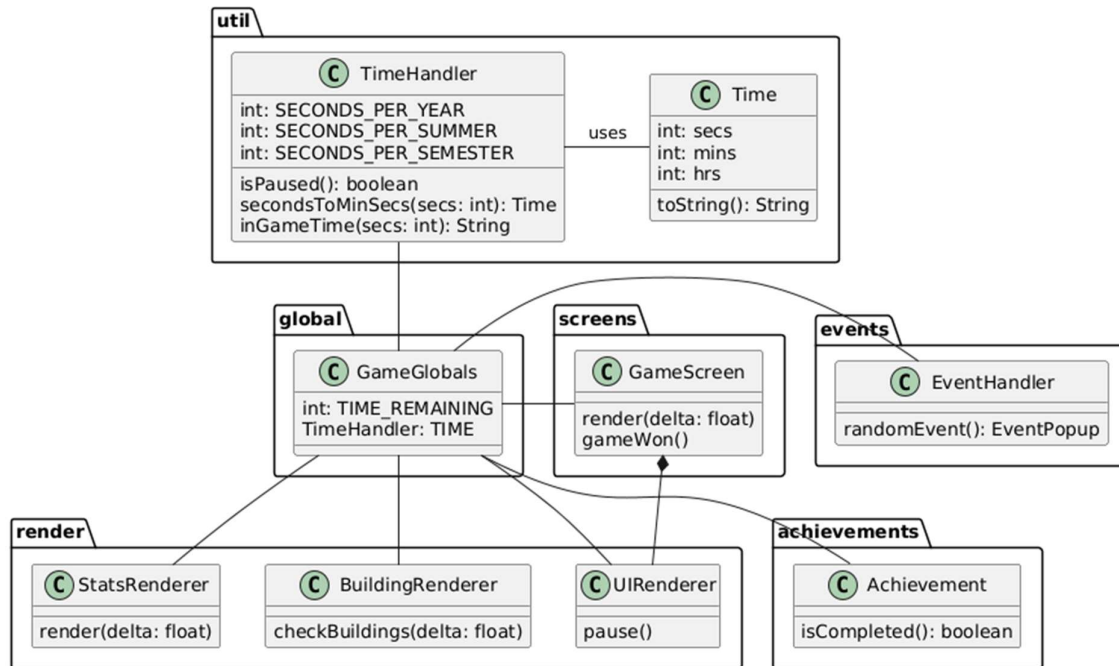 util
C TimeHandler
int: SECONDS_PER_YEAR
int: SECONDS_PER_SUMMER
int: SECONDS_PER_SEMESTER
isPaused(): boolean
secondsToMinSecs(secs: int): Time
inGameTime(secs: int): String
uses
C Time
int: secs
int: mins
int: hrs
toString(): String
global
C GameGlobals
int: TIME_REMAINING
TimeHandler: TIME
screens
C GameScreen
render(delta: float)
gameWon()
events
C EventHandler
randomEvent(): EventPopup
render
C StatsRenderer
render(delta: float)
C BuildingRenderer
checkBuildings(delta: float)
C UIRenderer
pause()
achievements
C Achievement
isCompleted(): boolean